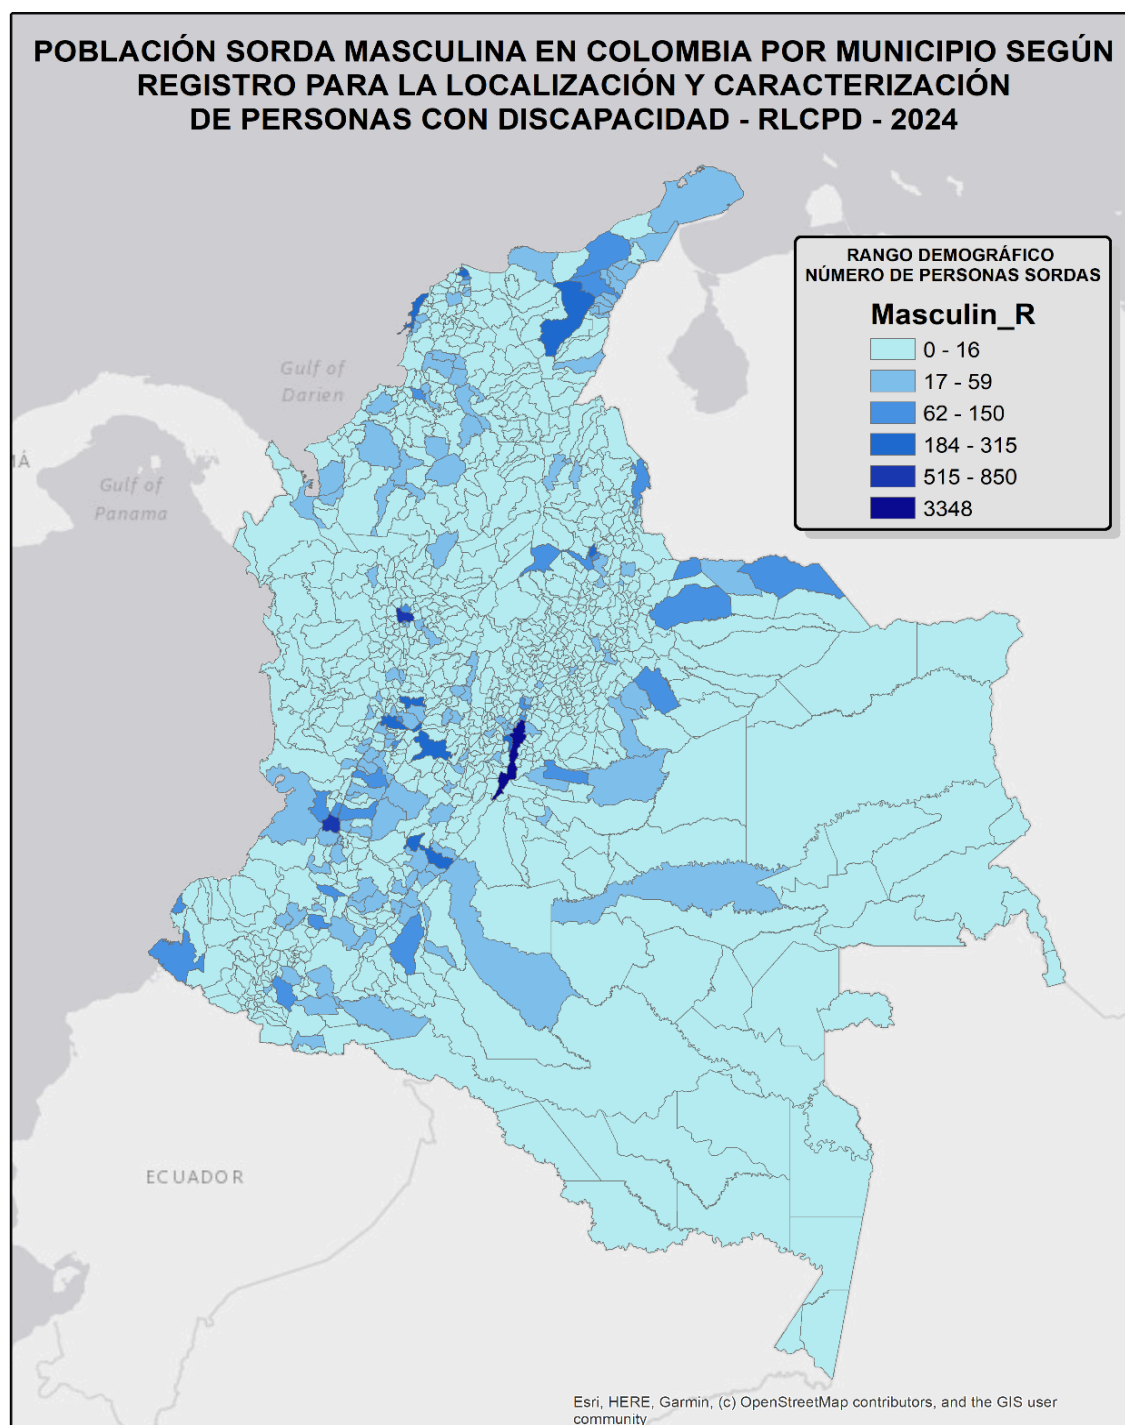 POBLACIÓN SORDA MASCULINA EN COLOMBIA POR MUNICIPIO SEGÚN
REGISTRO PARA LA LOCALIZACIÓN Y CARACTERIZACIÓN
DE PERSONAS CON DISCAPACIDAD - RLCPD - 2024
RANGO DEMOGRÁFICO
NÚMERO DE PERSONAS SORDAS
Masculin_R
0 - 16
17 - 59
62 - 150
184 - 315
515 - 850
3348
Gulf of
Darien
MÁ
Gulf of
Panama
ECUADOR
Esri, HERE, Garmin, (c) OpenStreetMap contributors, and the GIS user
community